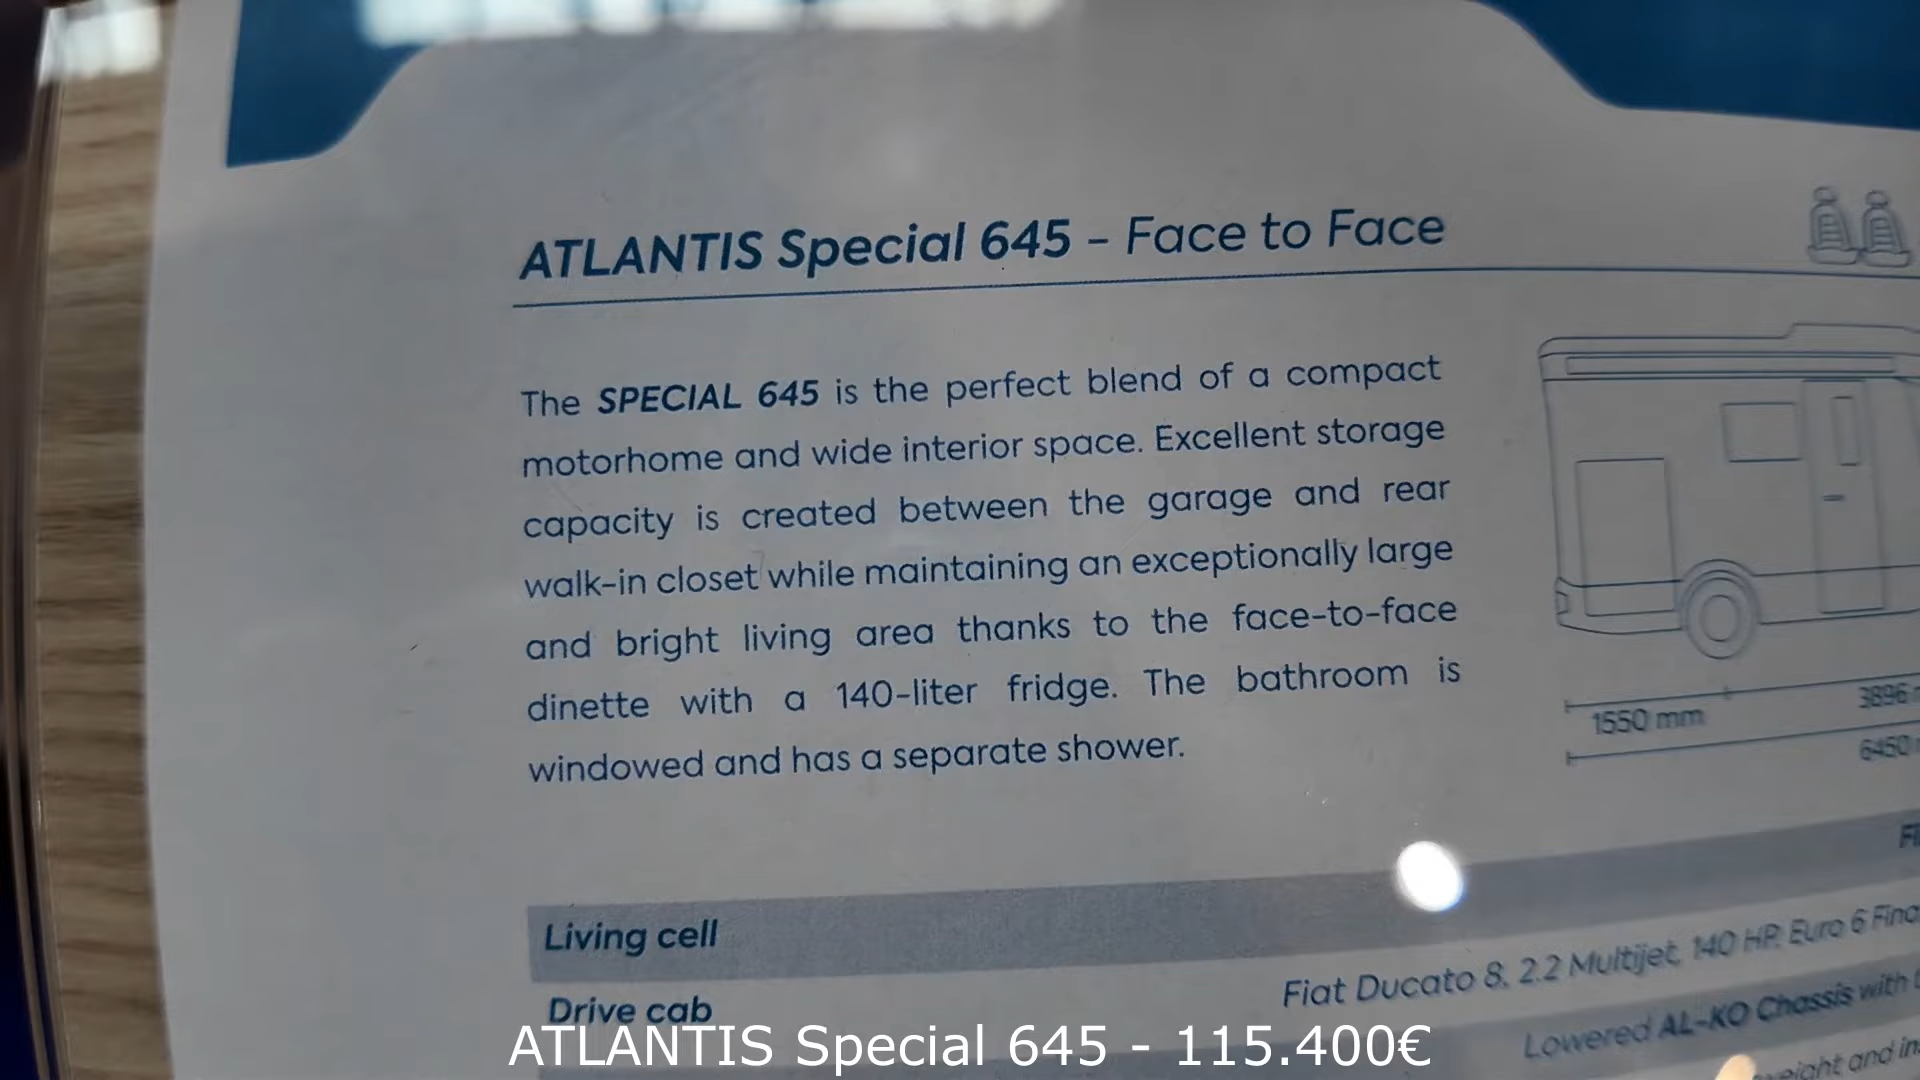 ATLANTIS Special 645 - Face to Face
The SPECIAL 645 is the perfect blend of a compact
motorhome and wide interior space. Excellent storage
capacity is created between the garage and rear
walk-in closet while maintaining an exceptionally large
and bright living area thanks to the face-to-face
dinette with a 140-liter fridge. The bathroom is
windowed and has a separate shower.
1550 mm
3896
6450
Living cell
Drive cab
Fiat Ducato 8, 2.2 Multijet, 140 HP. Euro 6
Lowered AL-KO Chassis with
and
ATLANTIS Special 645 - 115.400€